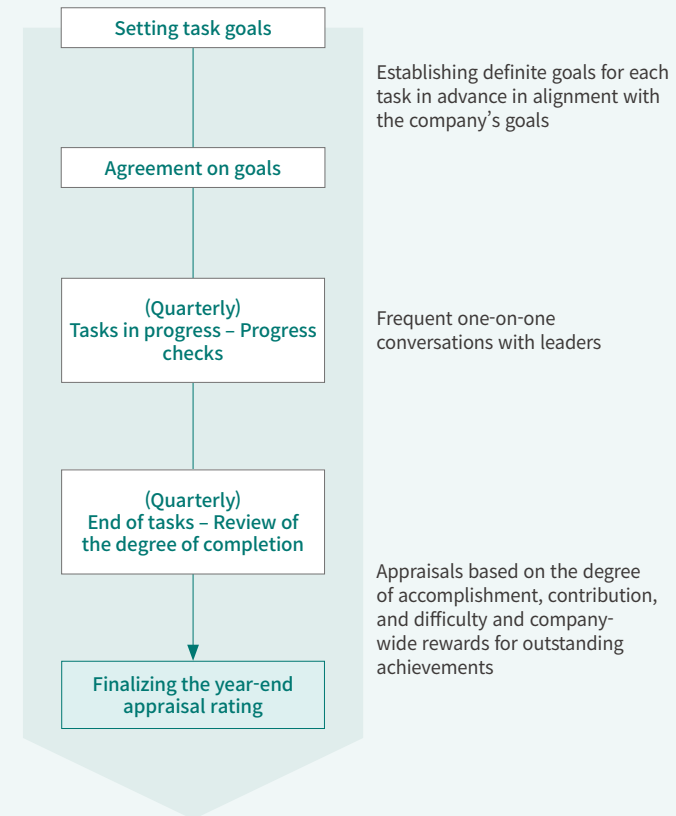 Setting task goals
Establishing definite goals for each
task in advance in alignment with
the company's goals
Agreement on goals
(Quarterly)
Tasks in progress – Progress
checks
Frequent one-on-one
conversations with leaders
(Quarterly)
End of tasks – Review of
the degree of completion
Appraisals based on the degree
of accomplishment, contribution,
and difficulty and company-
wide rewards for outstanding
achievements
Finalizing the year-end
appraisal rating